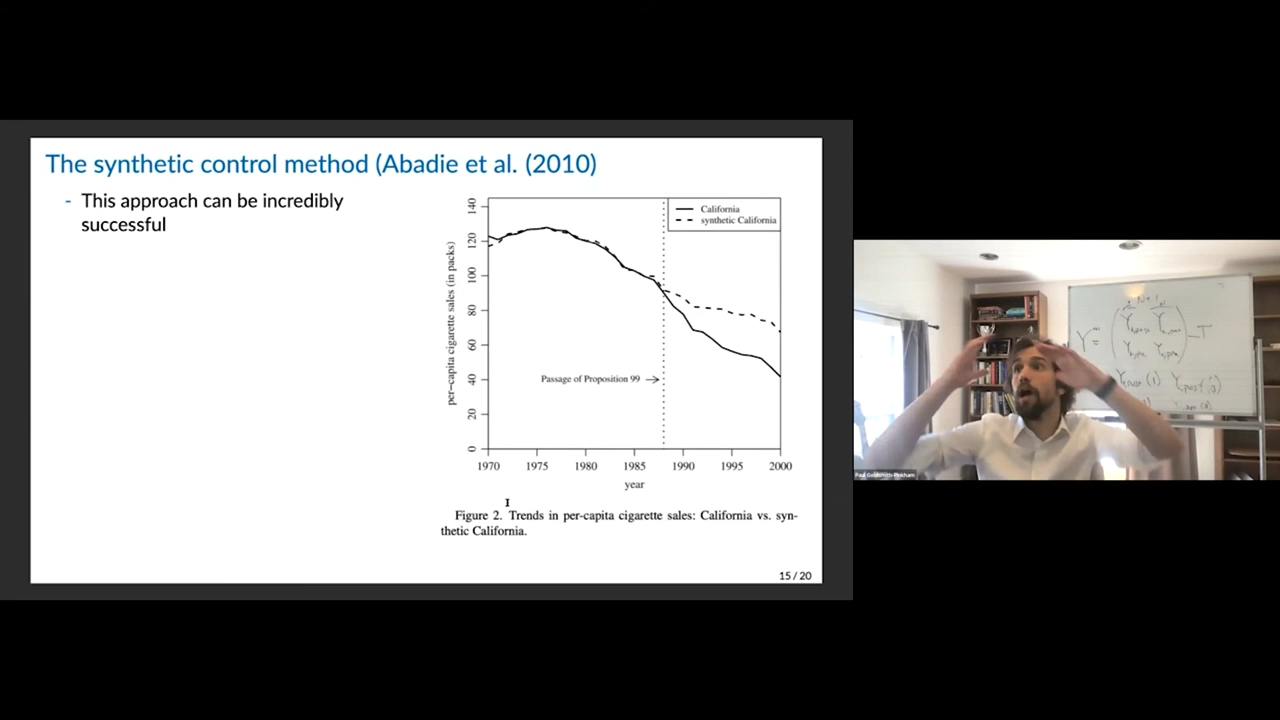 The synthetic control method (Abadie et al. (2010)
- This approach can be incredibly
successful
California
synthetic California
per−capita cigarette sales (in packs)
140
120
100
80
60
40
20
0
Passage of Proposition 99
1970 1975 1980 1985 1990 1995 2000
year
Figure 2. Trends in per-capita cigarette sales: California vs. syn-
thetic California.
15 / 20
Paul Goldsmith-Pinkham